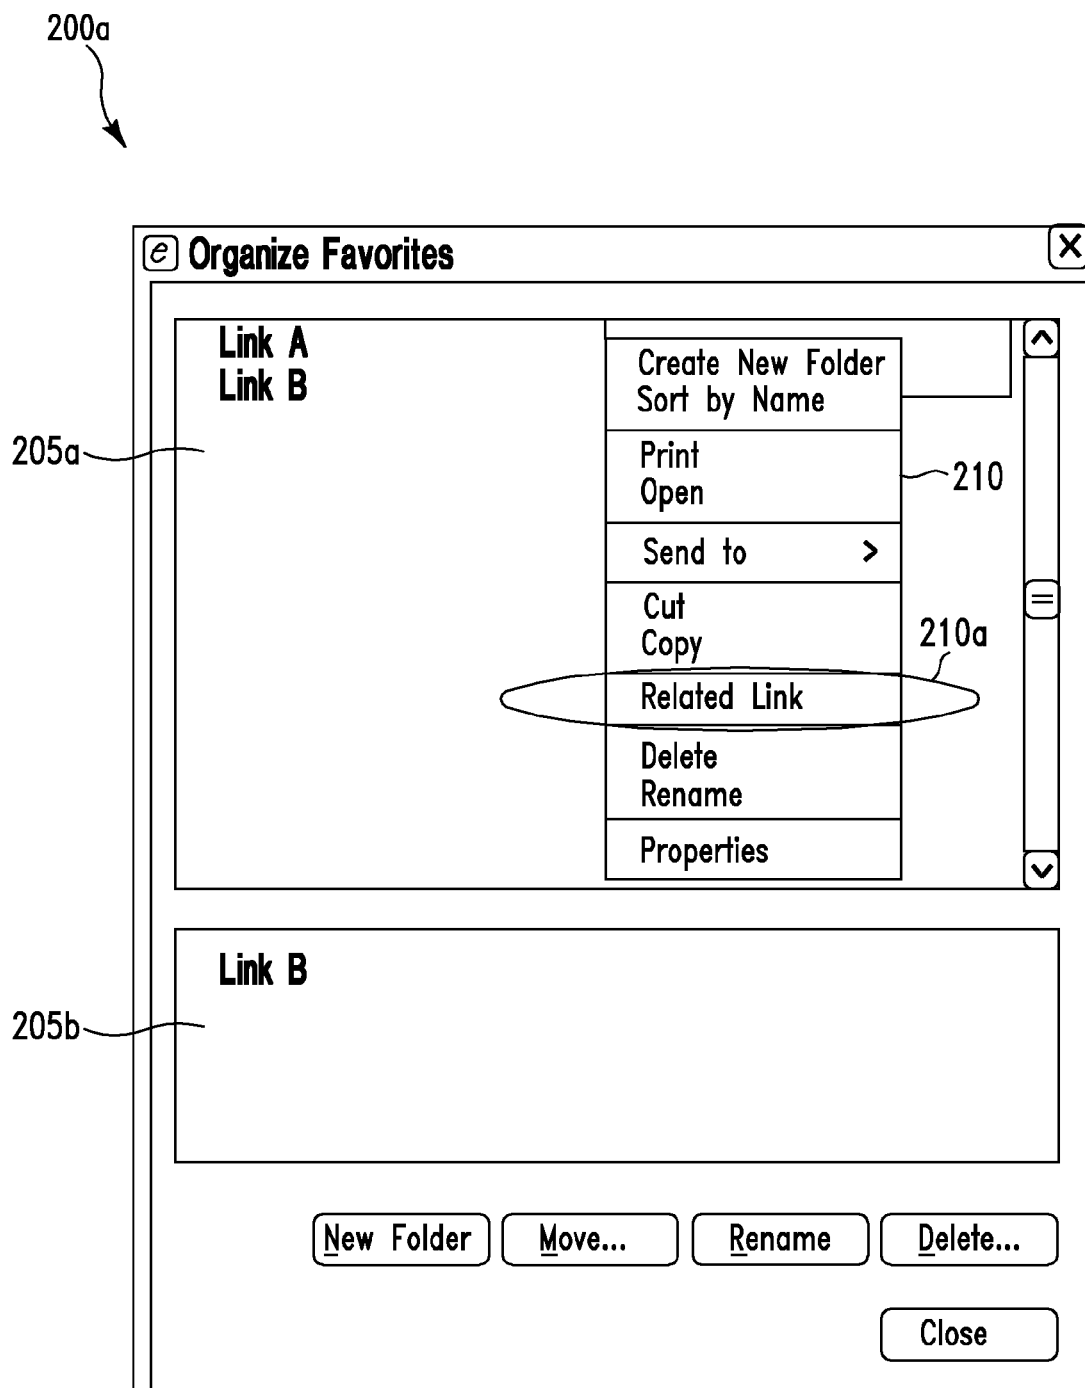 200a
e Organize Favorites X
Link A
Link B
205a
Create New Folder
Sort by Name
Print
Open
210
Send to >
Cut
Copy
210a
Related Link
Delete
Rename
Properties
Link B
205b
New Folder Move... Rename Delete...
Close